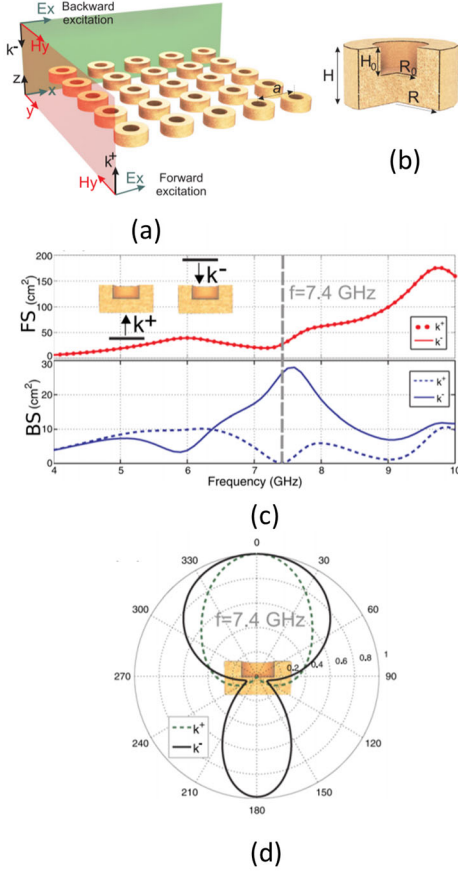 Ex Backward
excitation
k-
Hy
z
x
y
a
k+
Hy
Ex Forward
excitation
(a)
H
H0
R0
R
(b)
FS (cm²)
200
150
100
50
0
k+
k-
f=7.4 GHz
k+
k-
BS (cm²)
30
20
10
0
k+
k-
4 5 6 7 8 9 10
Frequency (GHz)
(c)
0
330 30
300 60
f=7.4 GHz
0.2 0.4 0.6 0.8 1
270 90
k+
k-
240 120
210 150
180
(d)